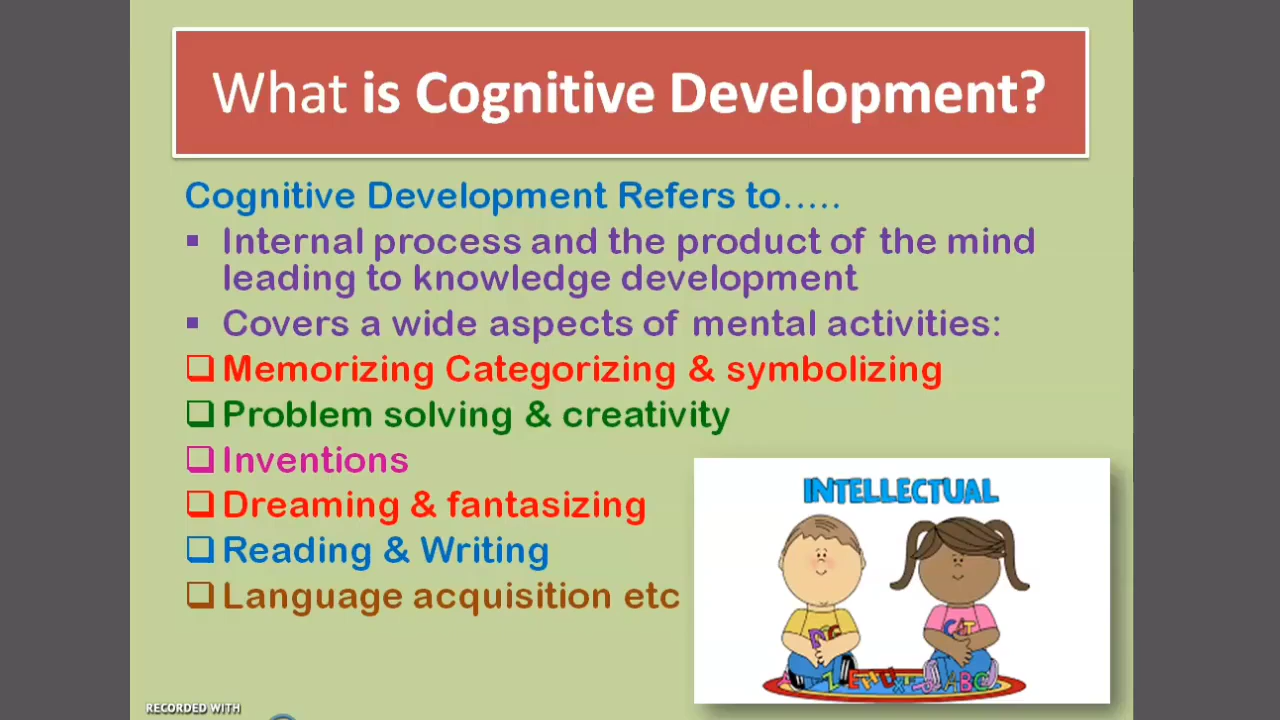 What is Cognitive Development?
Cognitive Development Refers to.....
▪ Internal process and the product of the mind
leading to knowledge development
▪ Covers a wide aspects of mental activities:
❑ Memorizing Categorizing & symbolizing
❑ Problem solving & creativity
❑ Inventions
❑ Dreaming & fantasizing
❑ Reading & Writing
❑ Language acquisition etc
INTELLECTUAL
CAT
ABC
RECORDED WITH